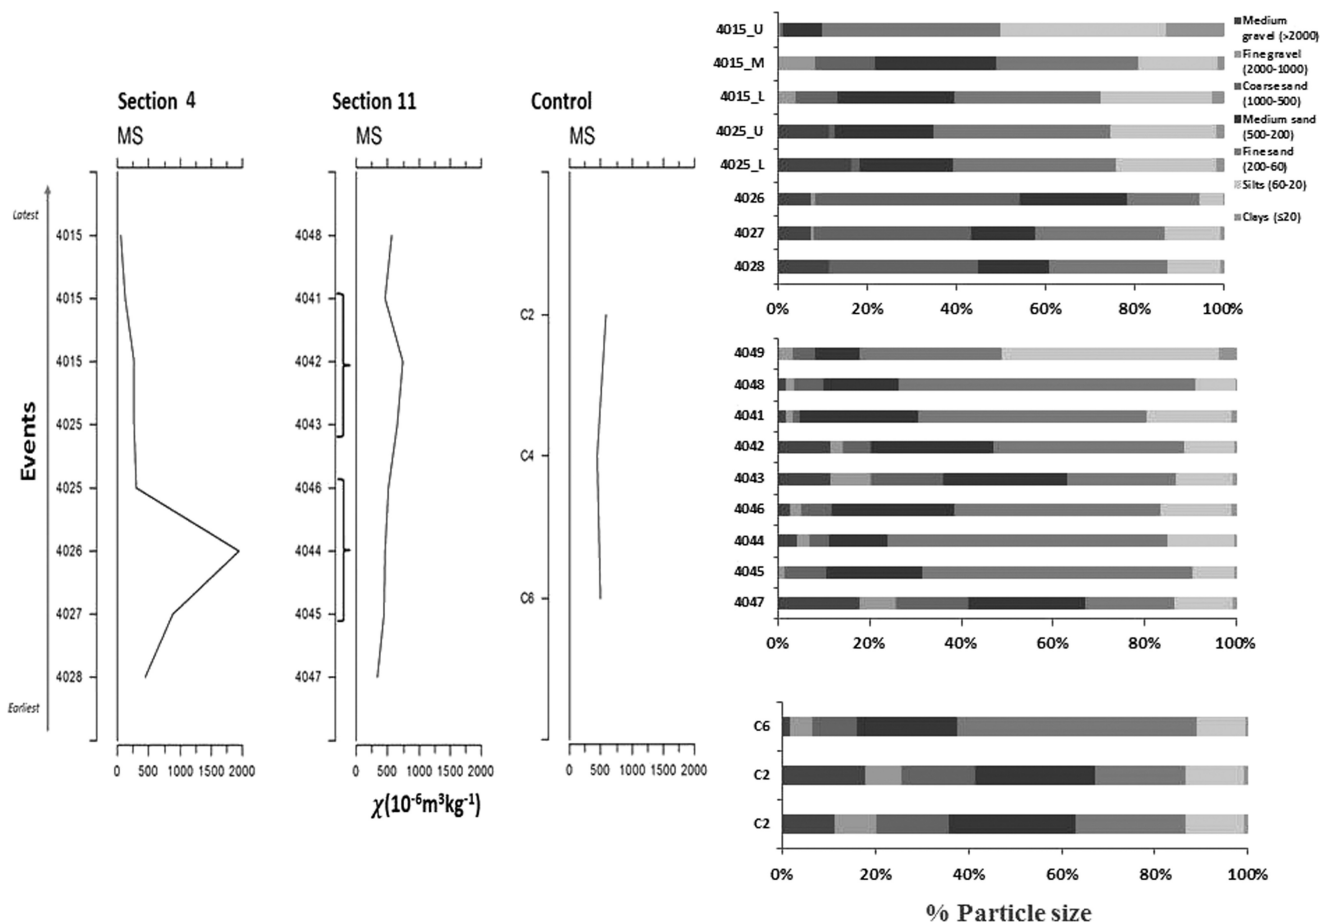 Section 4
MS
Section 11
MS
Control
MS
Latest
Events
Earliest
4015
4015
4015
4025
4025
4026
4027
4028
0 500 1000 1500 2000
4048
4041
4042
4043
4046
4044
4045
4047
0 500 1000 1500 2000
χ(10⁻⁶m³kg⁻¹)
C2
C4
C6
0 500 1000 1500 2000
4015_U
4015_M
4015_L
4025_U
4025_L
4026
4027
4028
0% 20% 40% 60% 80% 100%
Medium
gravel (>2000)
Fine gravel
(2000-1000)
Coarse sand
(1000-500)
Medium sand
(500-200)
Fine sand
(200-60)
Silts (60-20)
Clays (≤20)
4049
4048
4041
4042
4043
4046
4044
4045
4047
0% 20% 40% 60% 80% 100%
C6
C2
C2
0% 20% 40% 60% 80% 100%
% Particle size